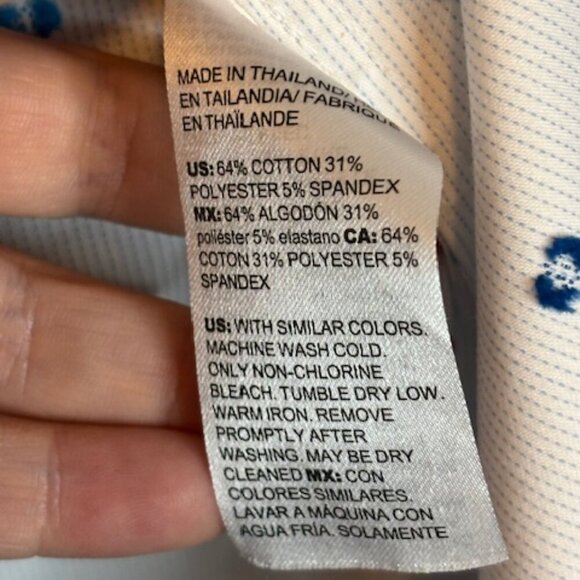 MADE IN THAILAND/
EN TAILANDIA/ FABRIQUE
EN THAÏLANDE
US: 64% COTTON 31%
POLYESTER 5% SPANDEX
MX: 64% ALGODÓN 31%
poliéster 5% elastano CA: 64%
COTON 31% POLYESTER 5%
SPANDEX
US: WITH SIMILAR COLORS.
MACHINE WASH COLD.
ONLY NON-CHLORINE
BLEACH. TUMBLE DRY LOW.
WARM IRON. REMOVE
PROMPTLY AFTER
WASHING. MAY BE DRY
CLEANED MX: CON
COLORES SIMILARES.
LAVAR A MÁQUINA CON
AGUA FRÍA. SOLAMENTE